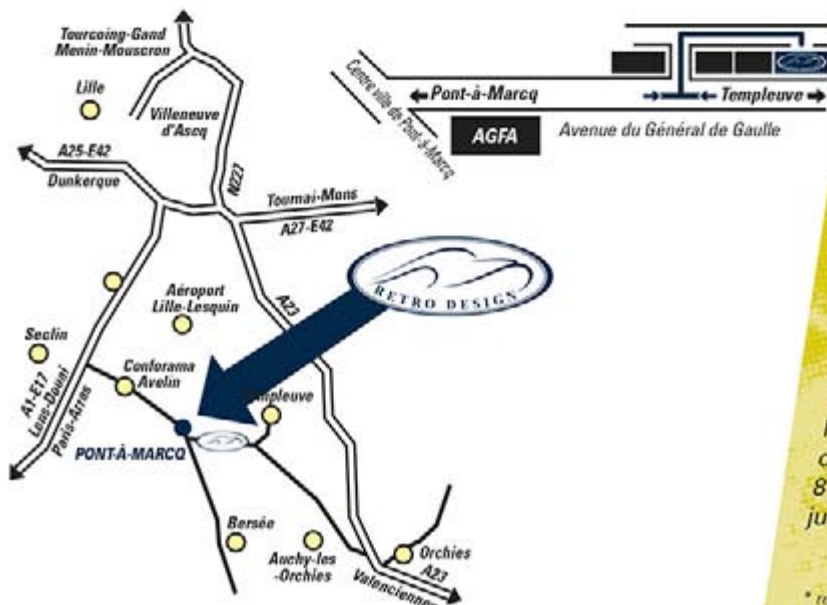 Tourcoing-Gand
Menin-Mouscron
Lille
Villeneuve
d'Ascq
A25-E42
Dunkerque
N227
Tournai-Mons
A27-E42
Centre ville de Pont-à-Marcq
Pont-à-Marcq
Templeuve
AGFA
Avenue du Général de Gaulle
RETRO DESIGN
Aéroport
Lille-Lesquin
A23
Seclin
A1-E17
Lens-Douai
Paris-Arras
Conforama
Avelin
PONT-À-MARCQ
Bersée
Auchy-les
-Orchies
Orchies
A23
8